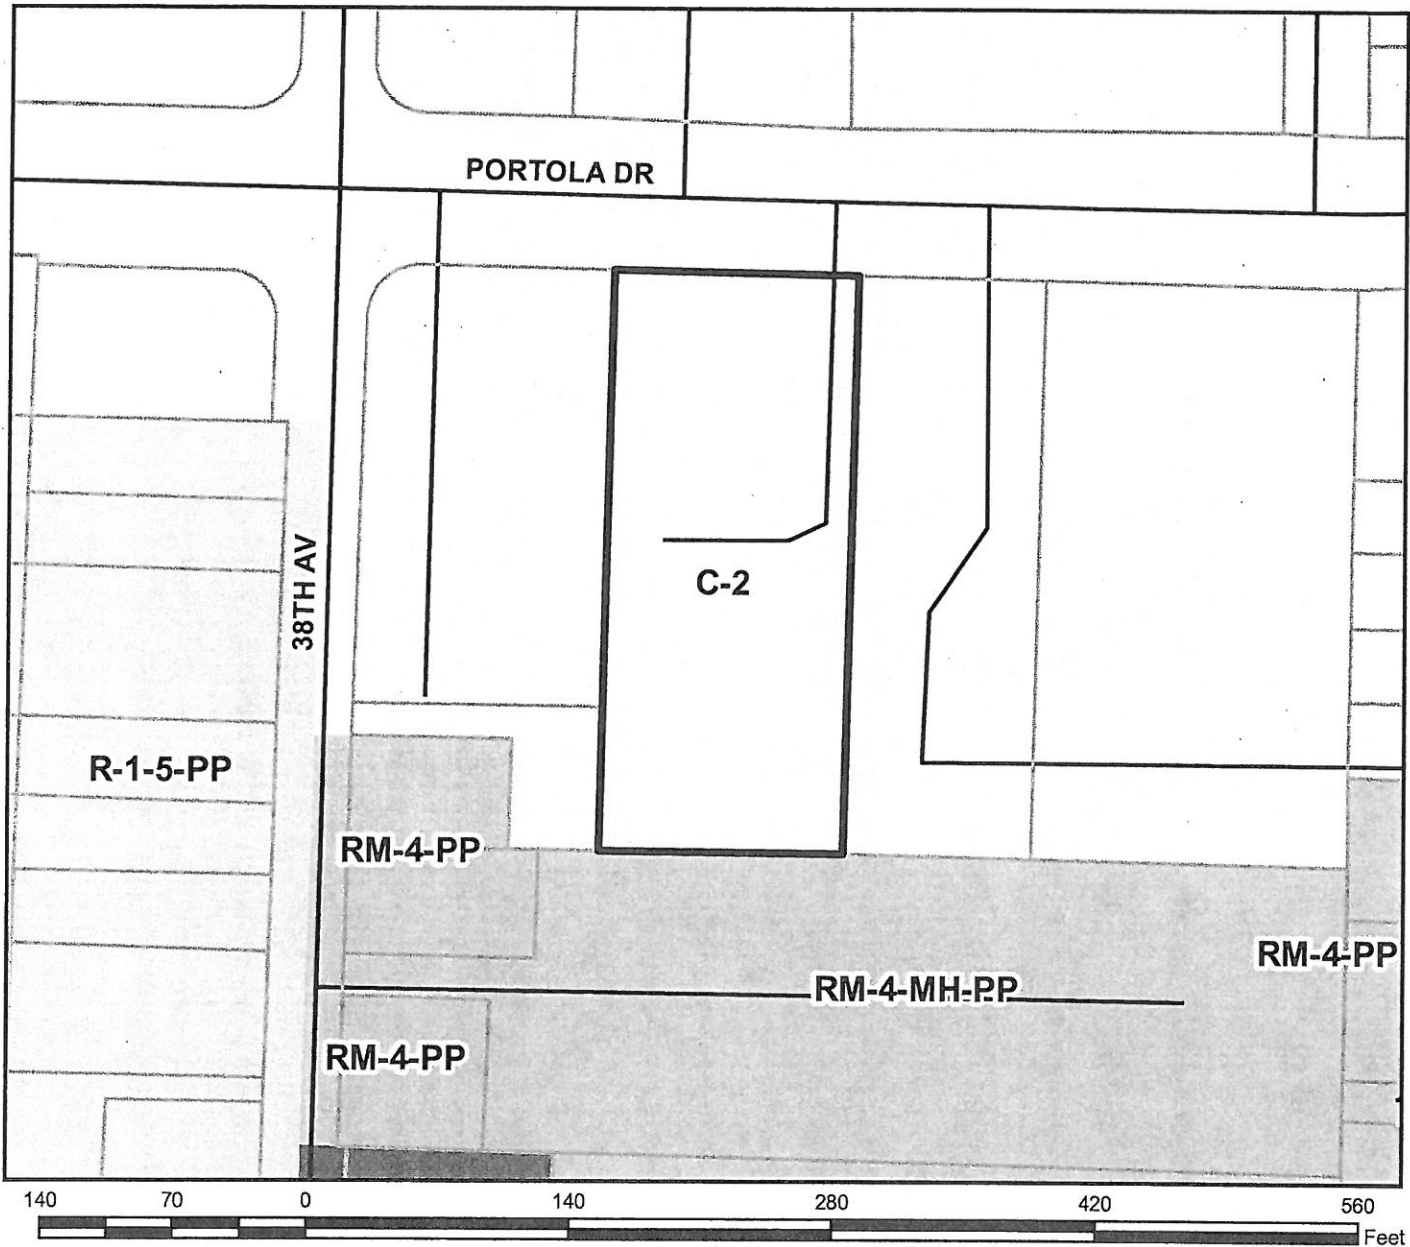 PORTOLA DR
38TH AV
C-2
R-1-5-PP
RM-4-PP
RM-4-PP
RM-4-MH-PP
RM-4-PP
140 70 0 140 280 420 560
Feet